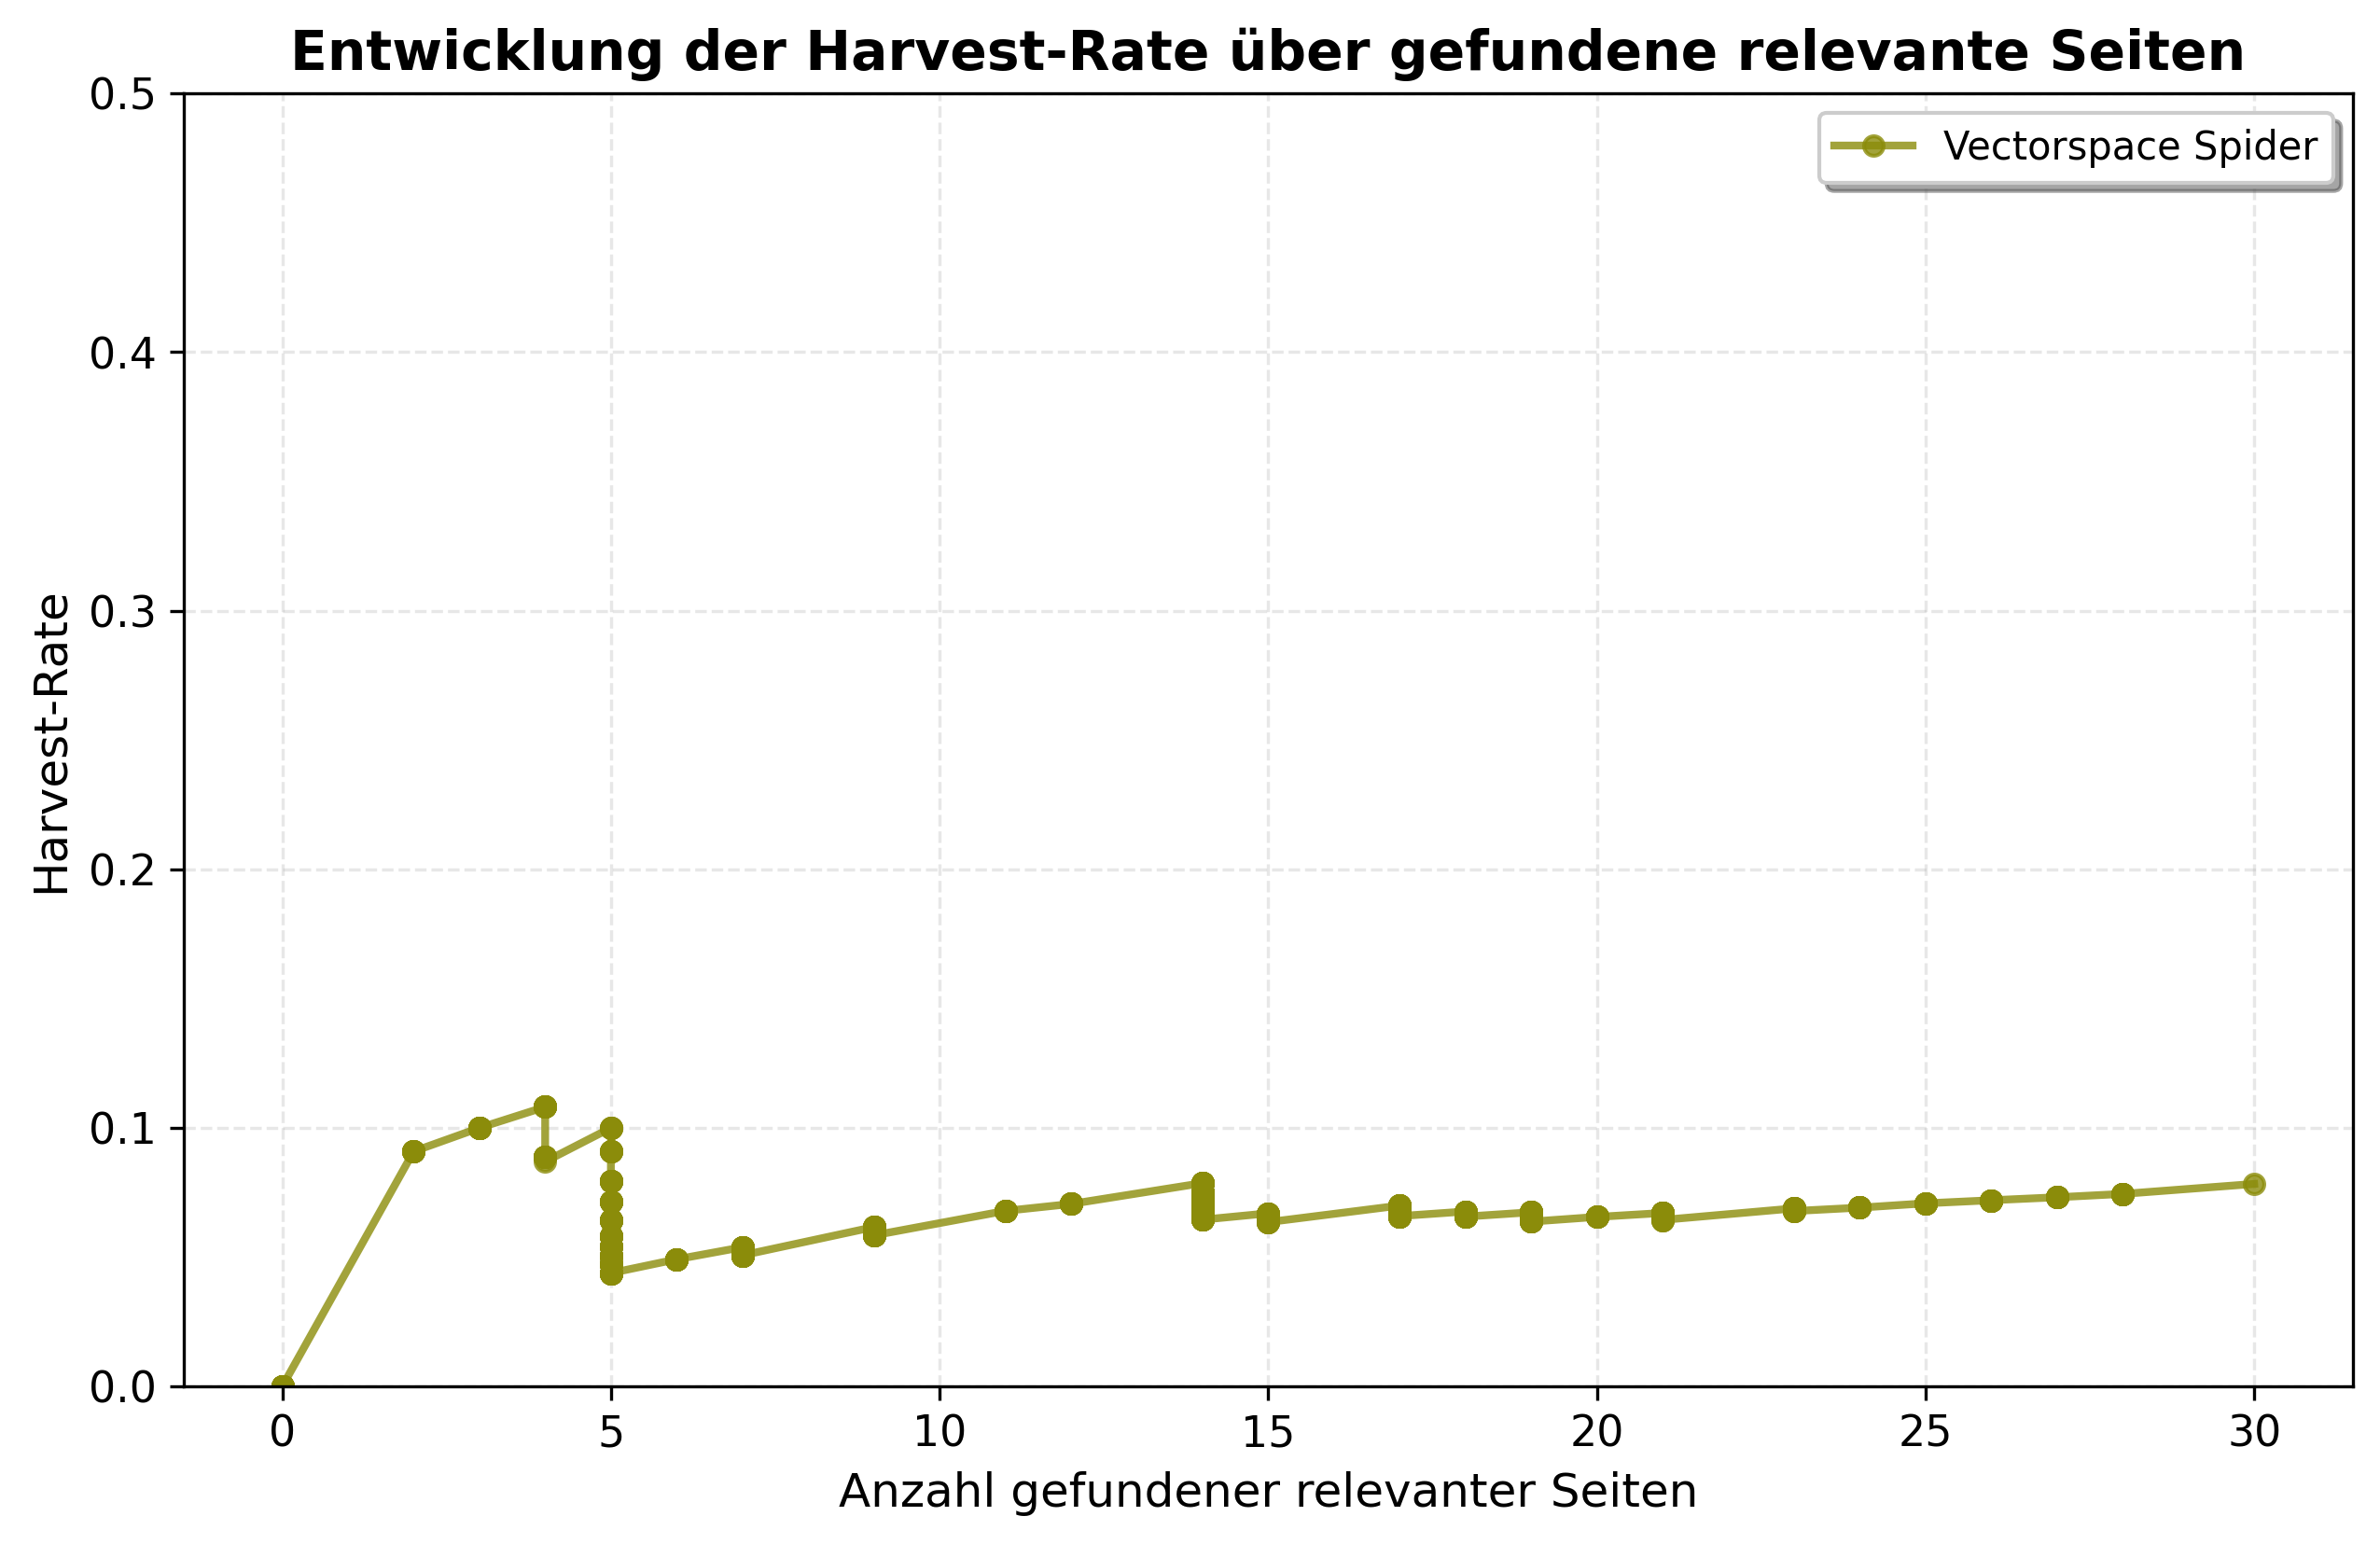 Entwicklung der Harvest-Rate über gefundene relevante Seiten
Vectorspace Spider
Harvest-Rate
0.5
0.4
0.3
0.2
0.1
0.0
0 5 10 15 20 25 30
Anzahl gefundener relevanter Seiten